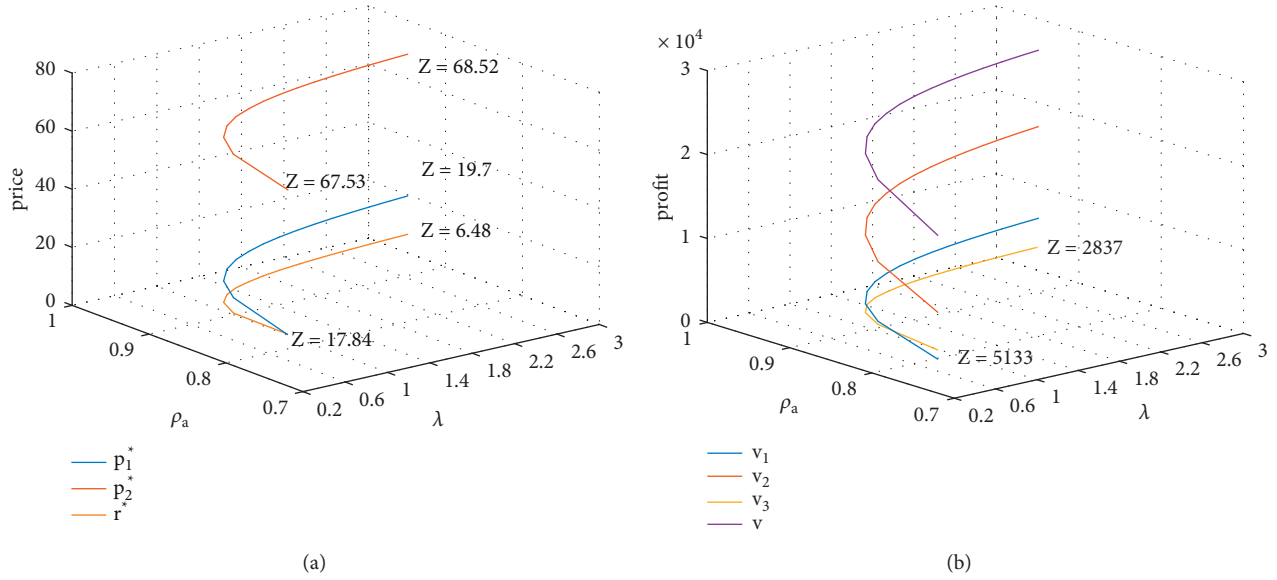 80
60
40
20
0
price
1
0.9
0.8
0.7
ρa
0.2
0.6
1
1.4
1.8
2.2
2.6
3
λ
Z = 68.52
Z = 67.53
Z = 19.7
Z = 6.48
Z = 17.84
p1*
p2*
r*
(a)
× 10^4
3
2
1
0
profit
1
0.9
0.8
0.7
ρa
0.2
0.6
1
1.4
1.8
2.2
2.6
3
λ
Z = 2837
Z = 5133
v1
v2
v3
v
(b)